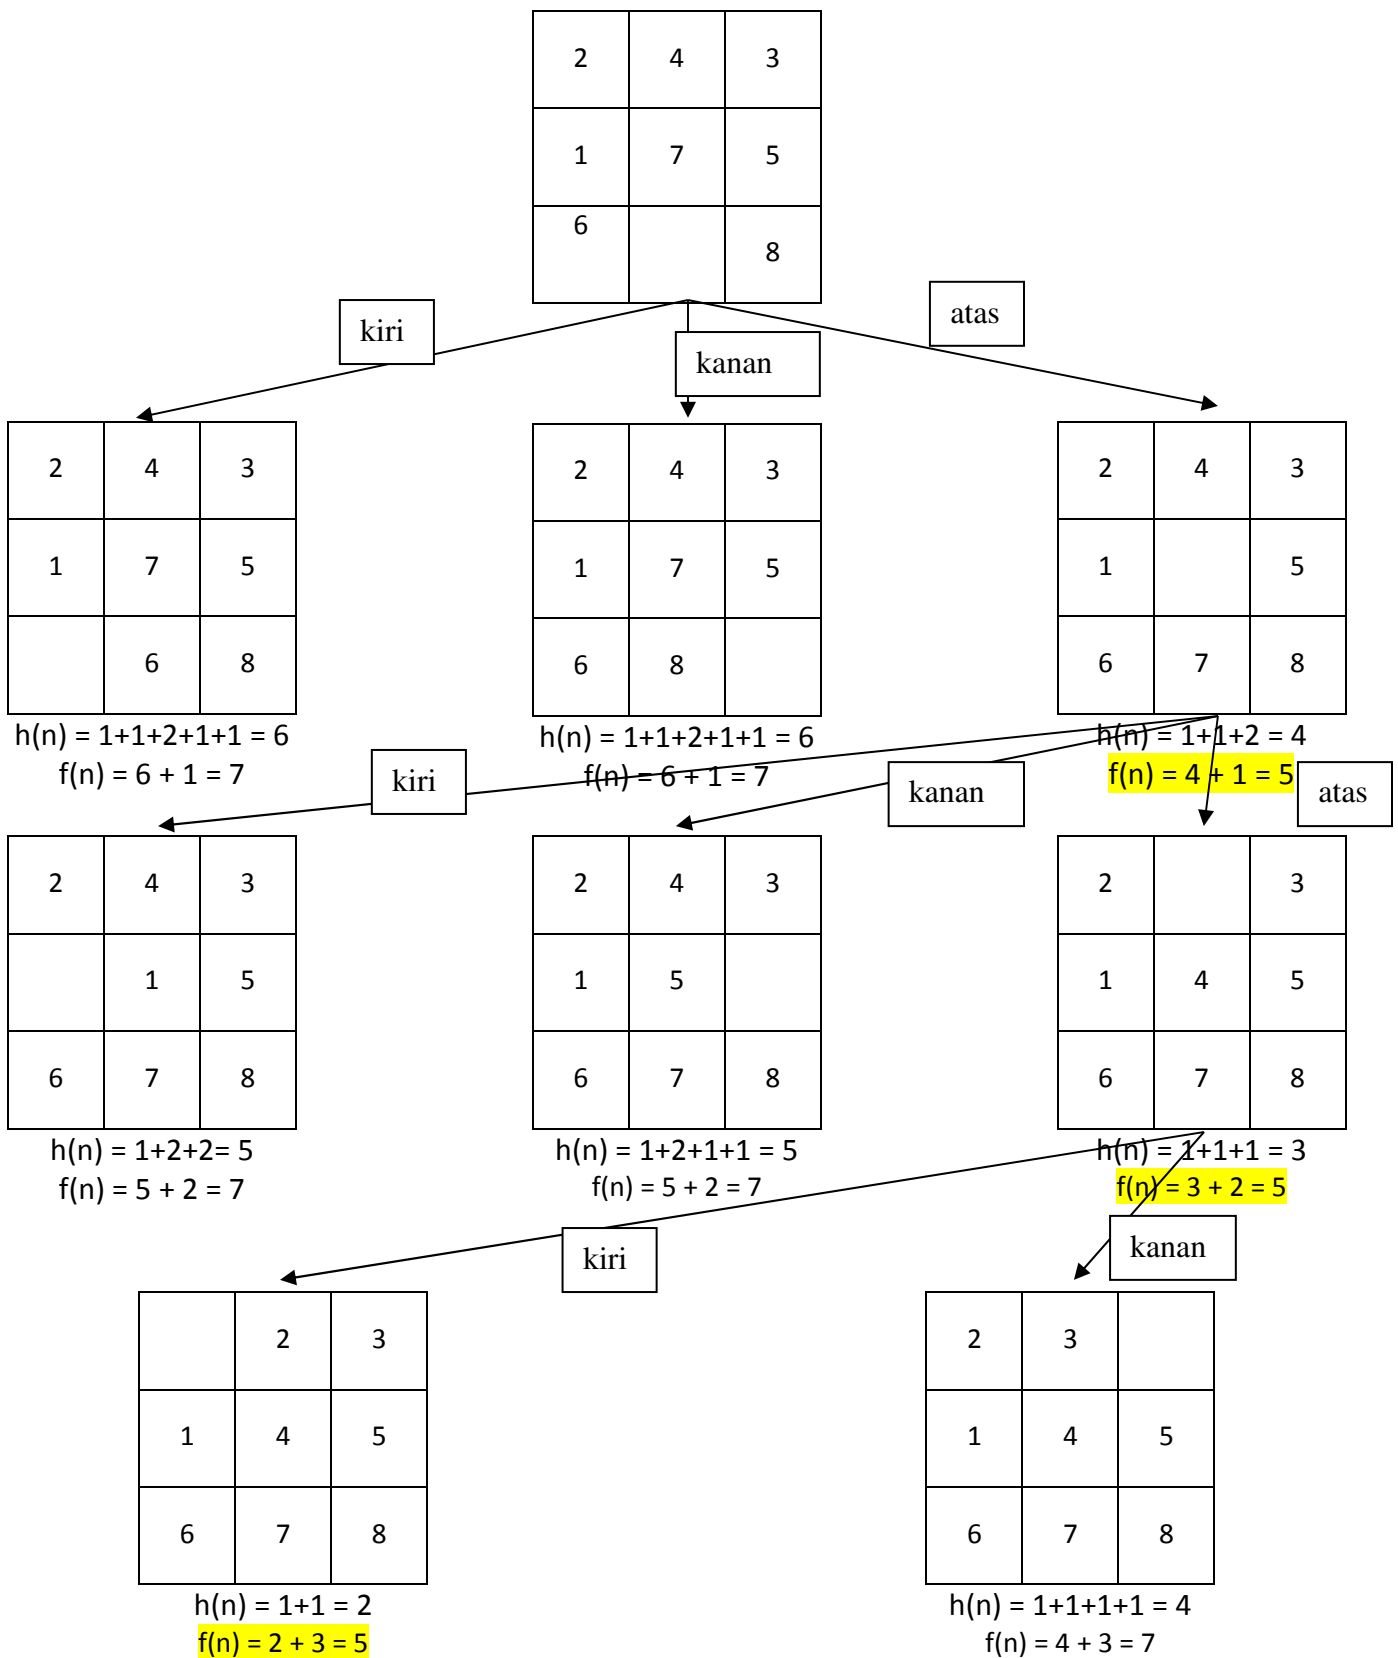 2 4 3
1 7 5
6 8
kiri
kanan
atas
2 4 3
1 7 5
6 8
h(n) = 1+1+2+1+1 = 6
f(n) = 6 + 1 = 7
2 4 3
1 7 5
6 8
h(n) = 1+1+2+1+1 = 6
f(n) = 6 + 1 = 7
2 4 3
1 5
6 7 8
h(n) = 1+1+2 = 4
f(n) = 4 + 1 = 5
kiri
kanan
atas
2 4 3
1 5
6 7 8
h(n) = 1+2+2= 5
f(n) = 5 + 2 = 7
2 4 3
1 5
6 7 8
h(n) = 1+2+1+1 = 5
f(n) = 5 + 2 = 7
2 3
1 4 5
6 7 8
h(n) = 1+1+1 = 3
f(n) = 3 + 2 = 5
kiri
kanan
2 3
1 4 5
6 7 8
h(n) = 1+1 = 2
f(n) = 2 + 3 = 5
2 3
1 4 5
6 7 8
h(n) = 1+1+1+1 = 4
f(n) = 4 + 3 = 7